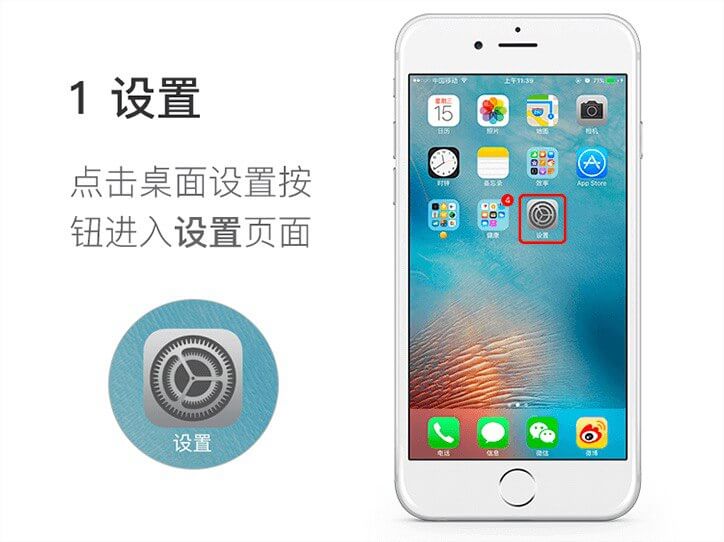 1 设置
点击桌面设置按
钮进入设置页面
设置
中国移动 上午11:39 71%
星期三
15
日历 照片 地图 相机
时钟 备忘录 效率 App Store
4
健康 设置
电话 信息 微信 微博